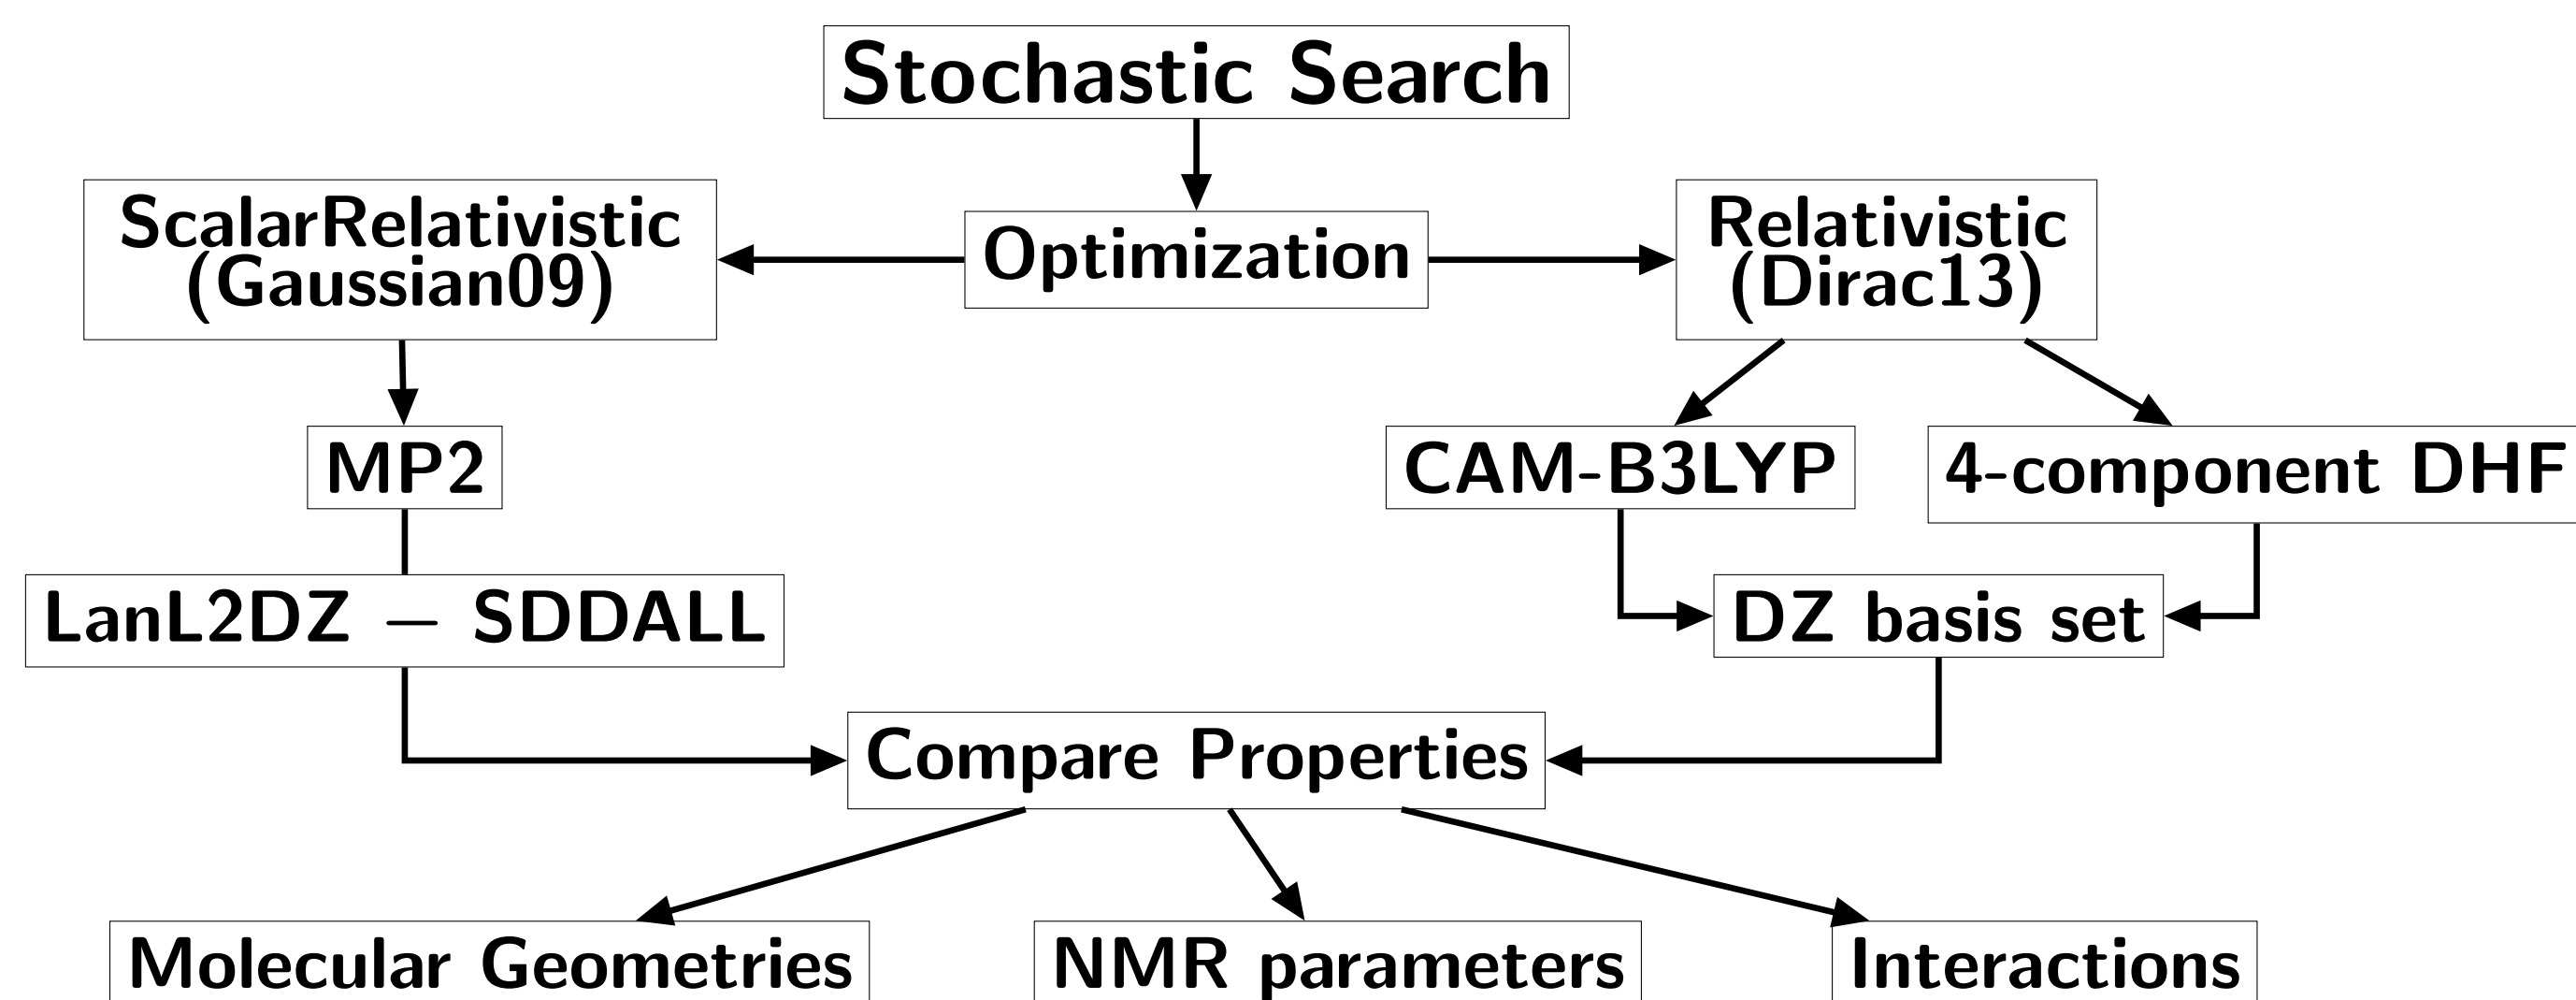 Stochastic Search
ScalarRelativistic
(Gaussian09)
Optimization
Relativistic
(Dirac13)
MP2
CAM-B3LYP
4-component DHF
LanL2DZ – SDDALL
DZ basis set
Compare Properties
Molecular Geometries
NMR parameters
Interactions